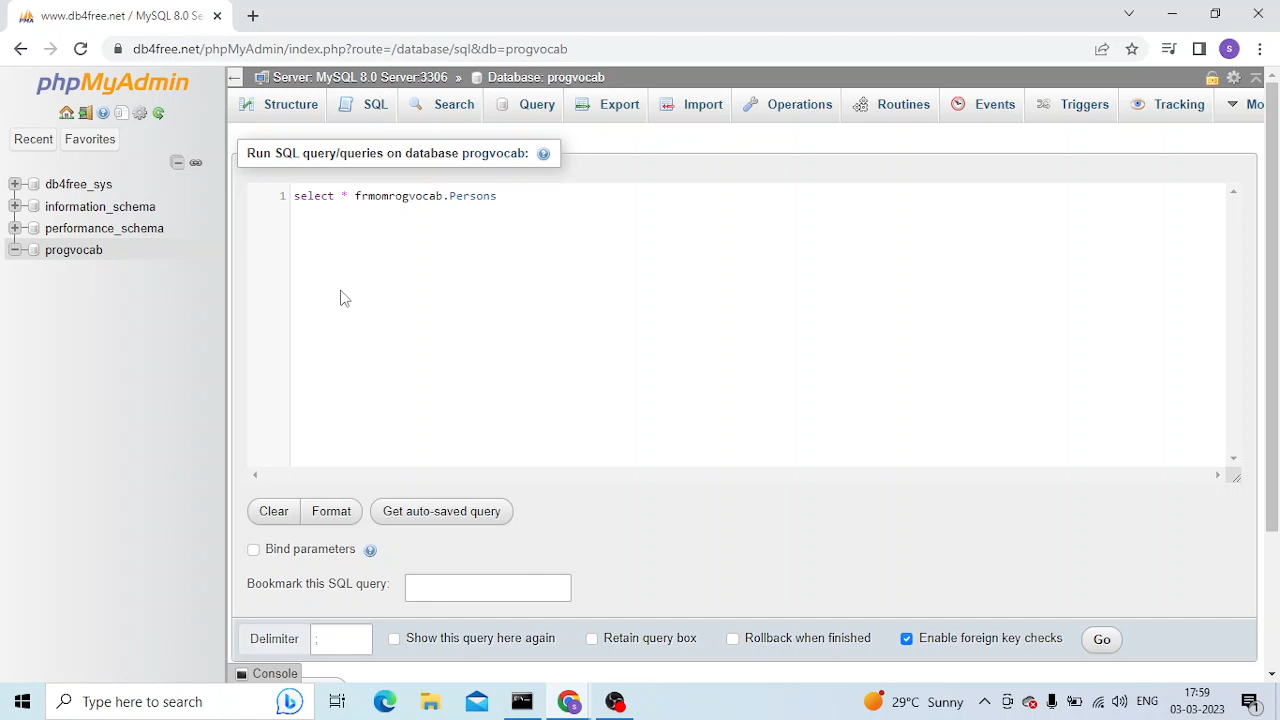 www.db4free.net / MySQL 8.0 Se
db4free.net/phpMyAdmin/index.php?route=/database/sql&db=progvocab
S
phpMyAdmin
Server: MySQL 8.0 Server:3306 » Database: progvocab
Structure SQL Search Query Export Import Operations Routines Events Triggers Tracking Mo
Recent Favorites
Run SQL query/queries on database progvocab:
db4free_sys
information_schema
performance_schema
progvocab
1 select * frmomrogvocab.Persons
Clear Format Get auto-saved query
Bind parameters
Bookmark this SQL query:
Delimiter ; Show this query here again Retain query box Rollback when finished Enable foreign key checks Go
Console
Type here to search
29°C Sunny
ENG
17:59
03-03-2023
1